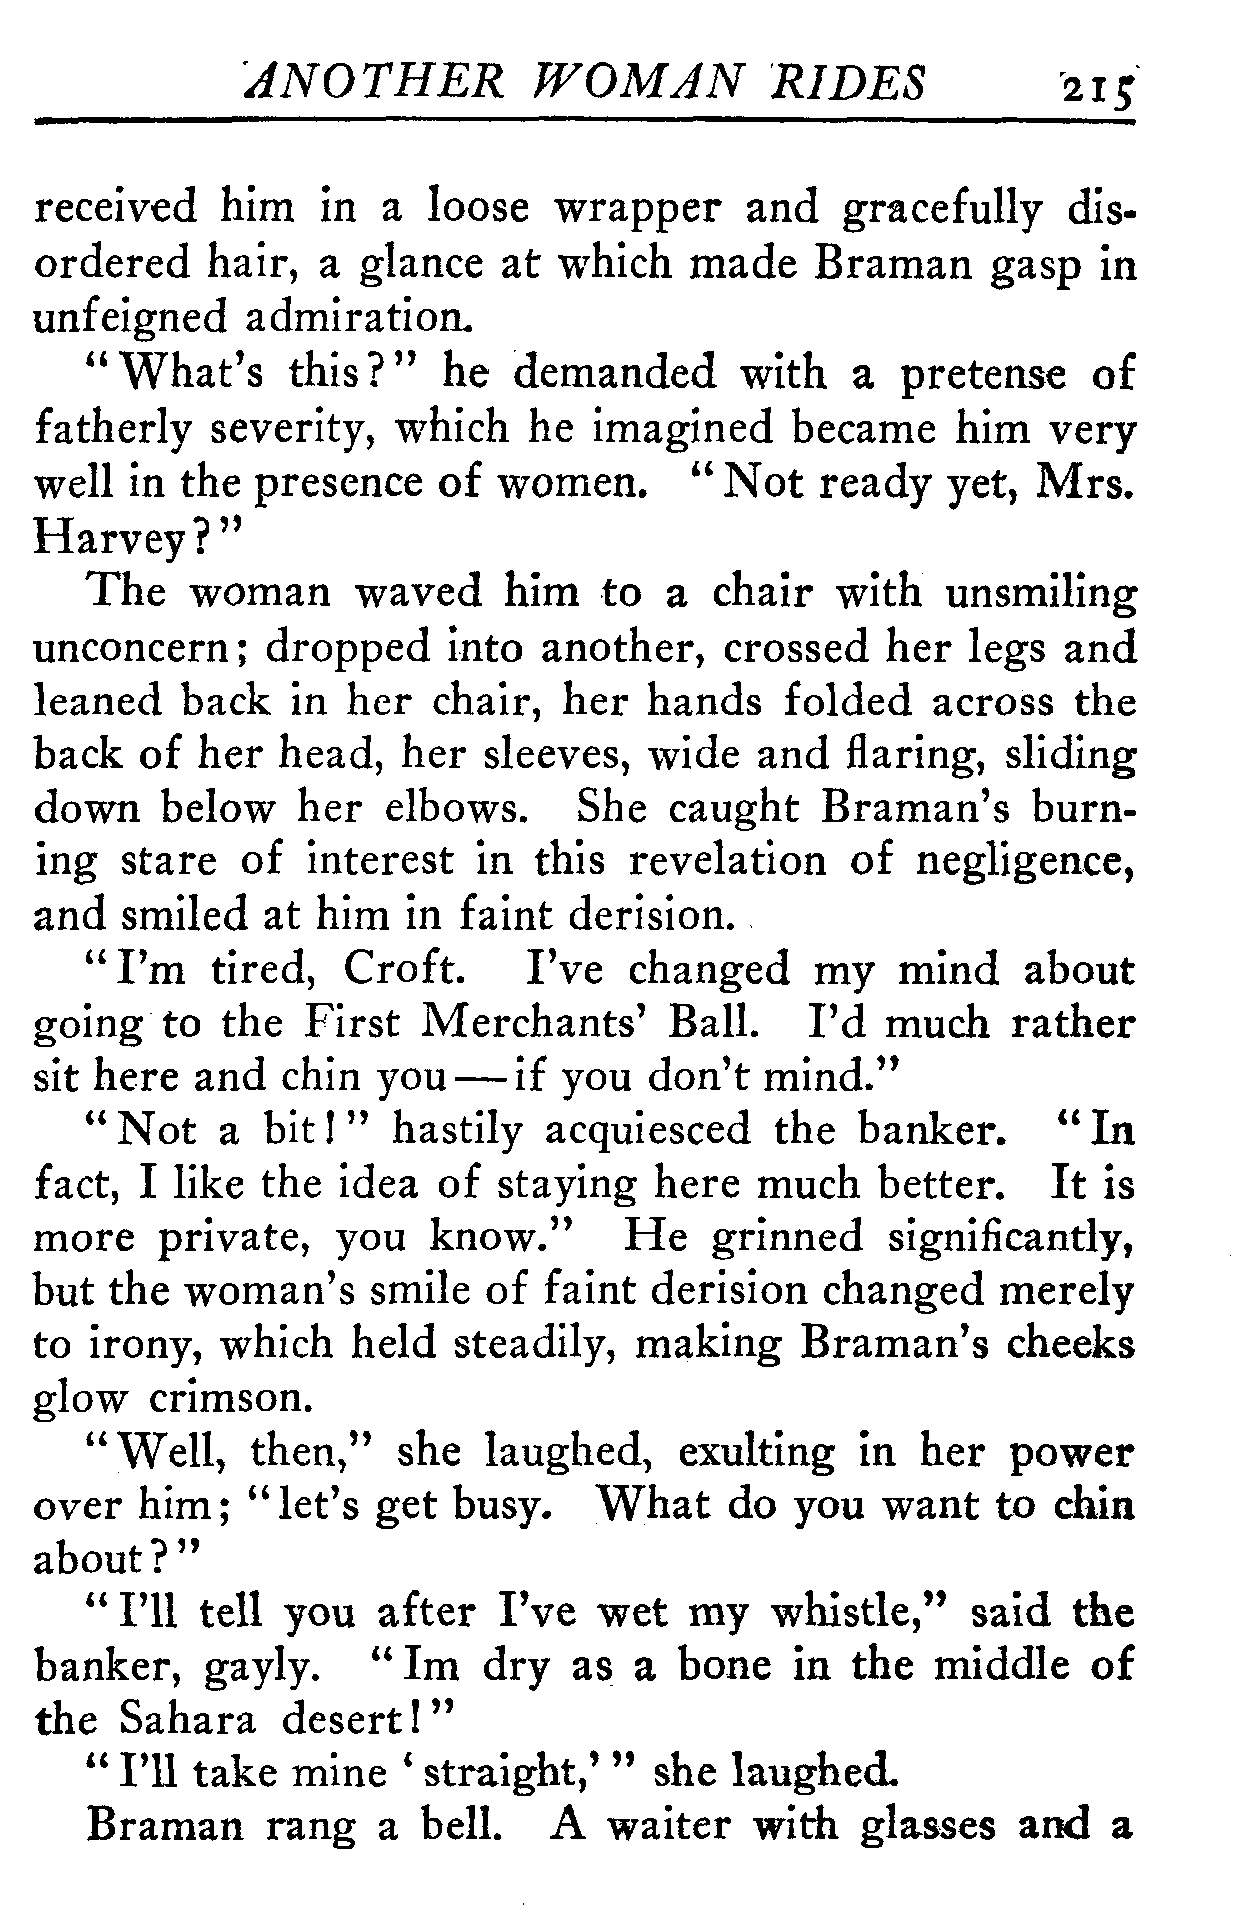 ANOTHER WOMAN RIDES 215
received him in a loose wrapper and gracefully dis-
ordered hair, a glance at which made Braman gasp in
unfeigned admiration.
"What's this?" he demanded with a pretense of
fatherly severity, which he imagined became him very
well in the presence of women. "Not ready yet, Mrs.
Harvey?"
The woman waved him to a chair with unsmiling
unconcern; dropped into another, crossed her legs and
leaned back in her chair, her hands folded across the
back of her head, her sleeves, wide and flaring, sliding
down below her elbows. She caught Braman's burn-
ing stare of interest in this revelation of negligence,
and smiled at him in faint derision.
"I'm tired, Croft. I've changed my mind about
going to the First Merchants' Ball. I'd much rather
sit here and chin you—if you don't mind."
"Not a bit!" hastily acquiesced the banker. "In
fact, I like the idea of staying here much better. It is
more private, you know." He grinned significantly,
but the woman's smile of faint derision changed merely
to irony, which held steadily, making Braman's cheeks
glow crimson.
"Well, then," she laughed, exulting in her power
over him; "let's get busy. What do you want to chin
about?"
"I'll tell you after I've wet my whistle," said the
banker, gayly. "Im dry as a bone in the middle of
the Sahara desert!"
"I'll take mine 'straight,'" she laughed.
Braman rang a bell. A waiter with glasses and a